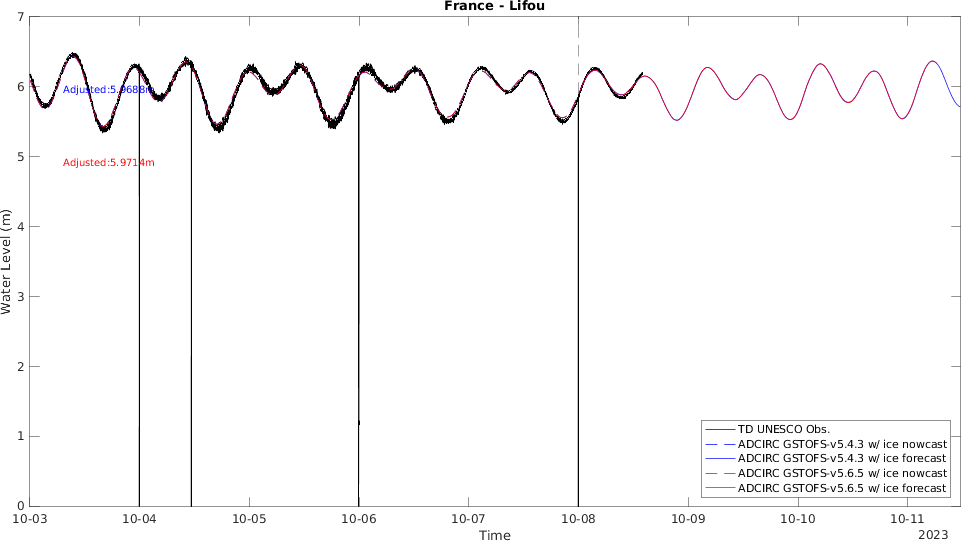 France - Lifou
7
6
5
4
3
2
1
0
Water Level (m)
Adjusted:5.9688m
Adjusted:5.9714m
TD UNESCO Obs.
ADCIRC GSTOFS-v5.4.3 w/ ice nowcast
ADCIRC GSTOFS-v5.4.3 w/ ice forecast
ADCIRC GSTOFS-v5.6.5 w/ ice nowcast
ADCIRC GSTOFS-v5.6.5 w/ ice forecast
10-03 10-04 10-05 10-06 10-07 10-08 10-09 10-10 10-11
Time
2023